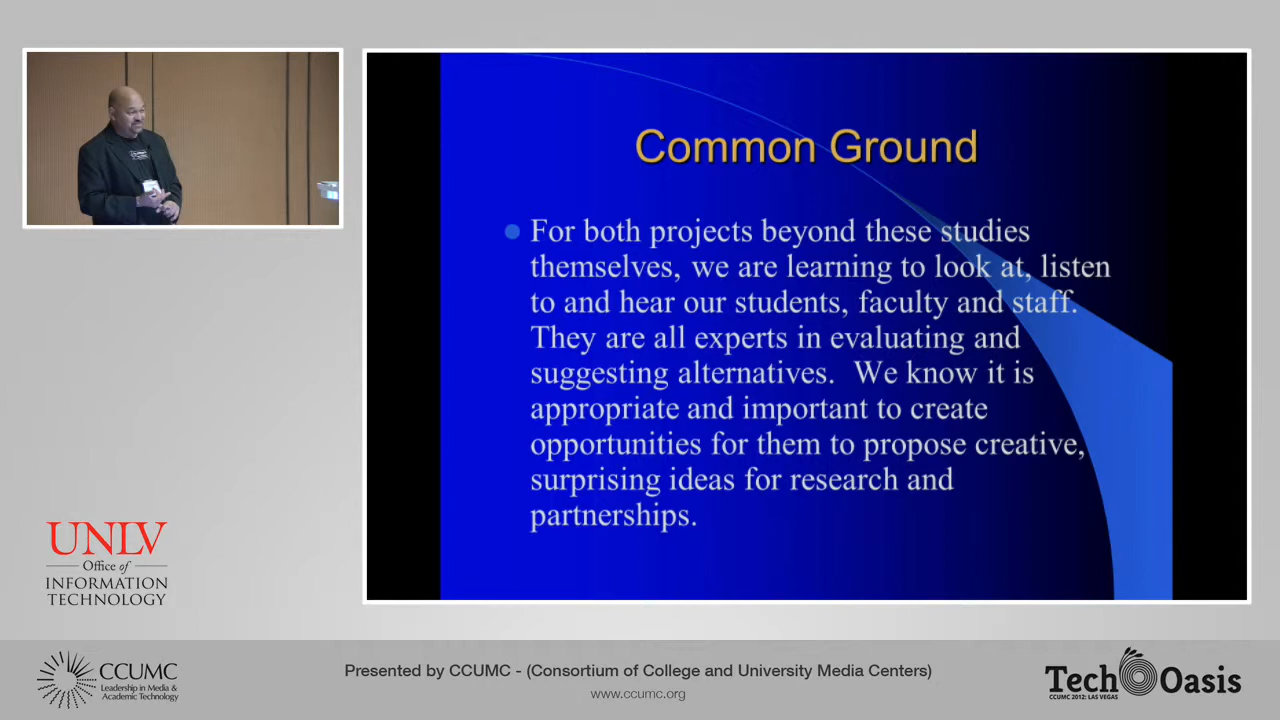 Common Ground
For both projects beyond these studies
themselves, we are learning to look at, listen
to and hear our students, faculty and staff.
They are all experts in evaluating and
suggesting alternatives.  We know it is
appropriate and important to create
opportunities for them to propose creative,
surprising ideas for research and
partnerships.
UNLV
Office of
INFORMATION
TECHNOLOGY
CCUMC
Leadership in Media &
Academic Technology
Presented by CCUMC - (Consortium of College and University Media Centers)
www.ccumc.org
Tech Oasis
CCUMC 2012: LAS VEGAS